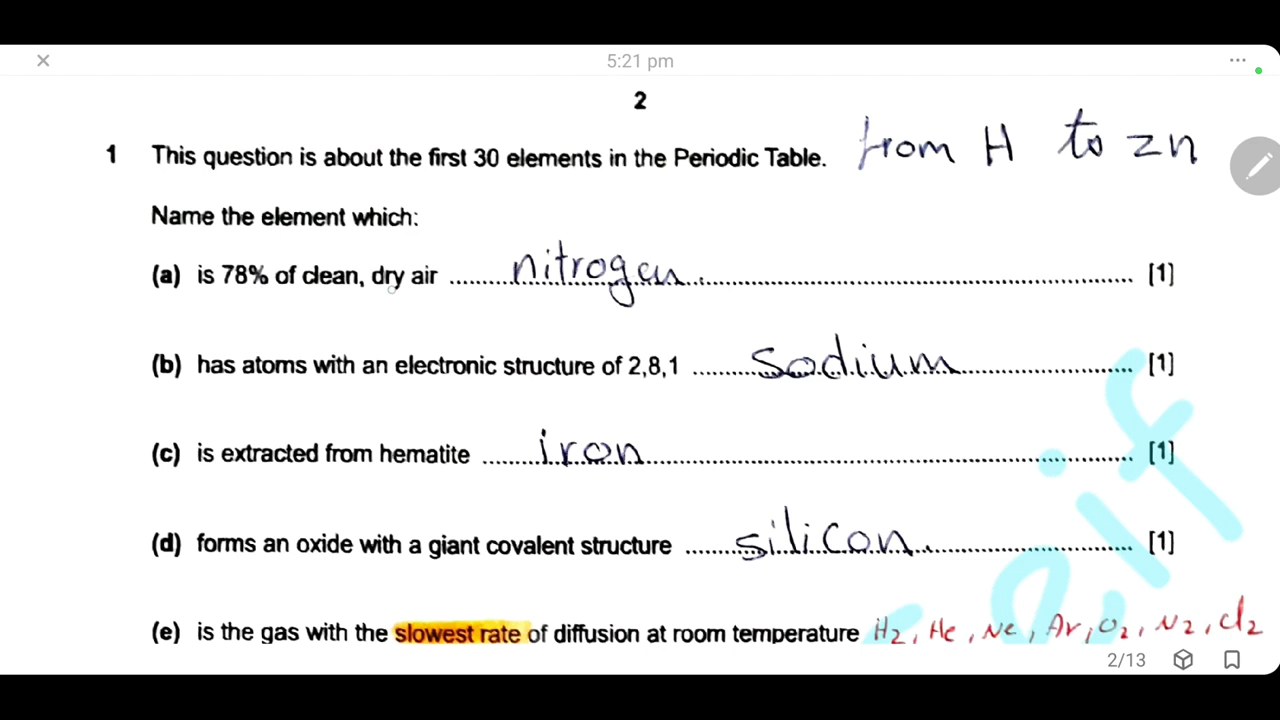 5:21 pm
2
1 This question is about the first 30 elements in the Periodic Table. from H to zn
Name the element which:
(a) is 78% of clean, dry air nitrogen [1]
(b) has atoms with an electronic structure of 2,8,1 sodium [1]
(c) is extracted from hematite iron [1]
(d) forms an oxide with a giant covalent structure silicon [1]
(e) is the gas with the slowest rate of diffusion at room temperature H2, He, Ne, Ar, O2, N2, Cl2
2/13